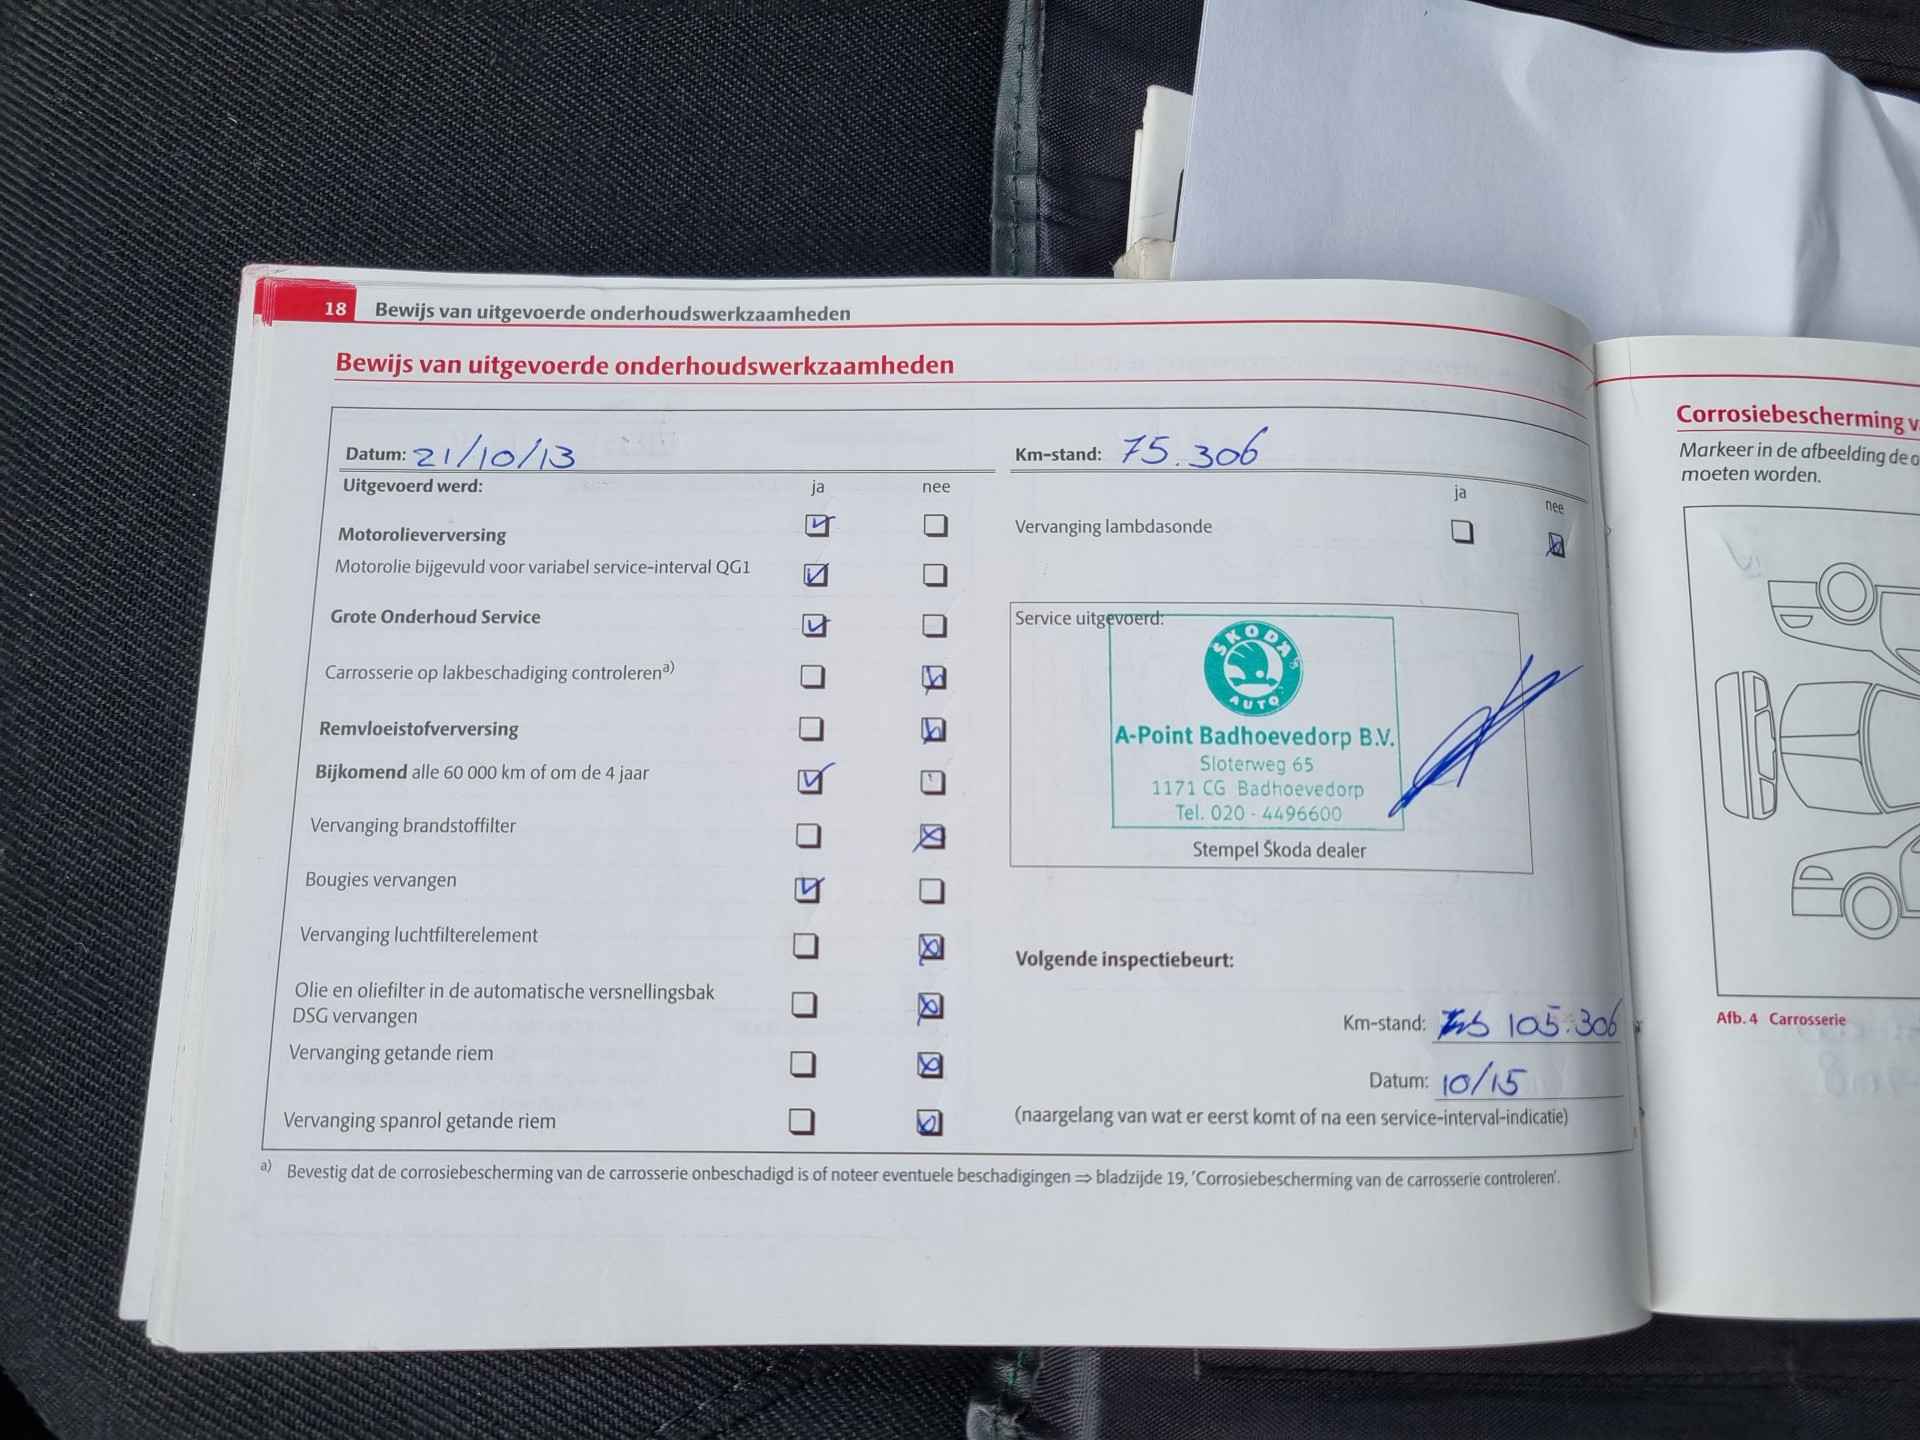 18 Bewijs van uitgevoerde onderhoudswerkzaamheden
Bewijs van uitgevoerde onderhoudswerkzaamheden
Datum: 21/10/13
Uitgevoerd werd: ja nee
Motorolieverversing
Motorolie bijgevuld voor variabel service-interval QG1
Grote Onderhoud Service
Carrosserie op lakbeschadiging controleren a)
Remvloeistofverversing
Bijkomend alle 60 000 km of om de 4 jaar
Vervanging brandstoffilter
Bougies vervangen
Vervanging luchtfilterelement
Olie en oliefilter in de automatische versnellingsbak
DSG vervangen
Vervanging getande riem
Vervanging spanrol getande riem
Km-stand: 75.306
ja nee
Vervanging lambdasonde
Service uitgevoerd:
ŠKODA
AUTO
A-Point Badhoevedorp B.V.
Sloterweg 65
1171 CG Badhoevedorp
Tel. 020 - 4496600
Stempel Škoda dealer
Volgende inspectiebeurt:
Km-stand: 105.306
Datum: 10/15
(naargelang van wat er eerst komt of na een service-interval-indicatie)
a) Bevestig dat de corrosiebescherming van de carrosserie onbeschadigd is of noteer eventuele beschadigingen ⇒ bladzijde 19, 'Corrosiebescherming van de carrosserie controleren'.
Corrosiebescherming
Markeer in de afbeelding de
moeten worden.
Afb. 4 Carrosserie